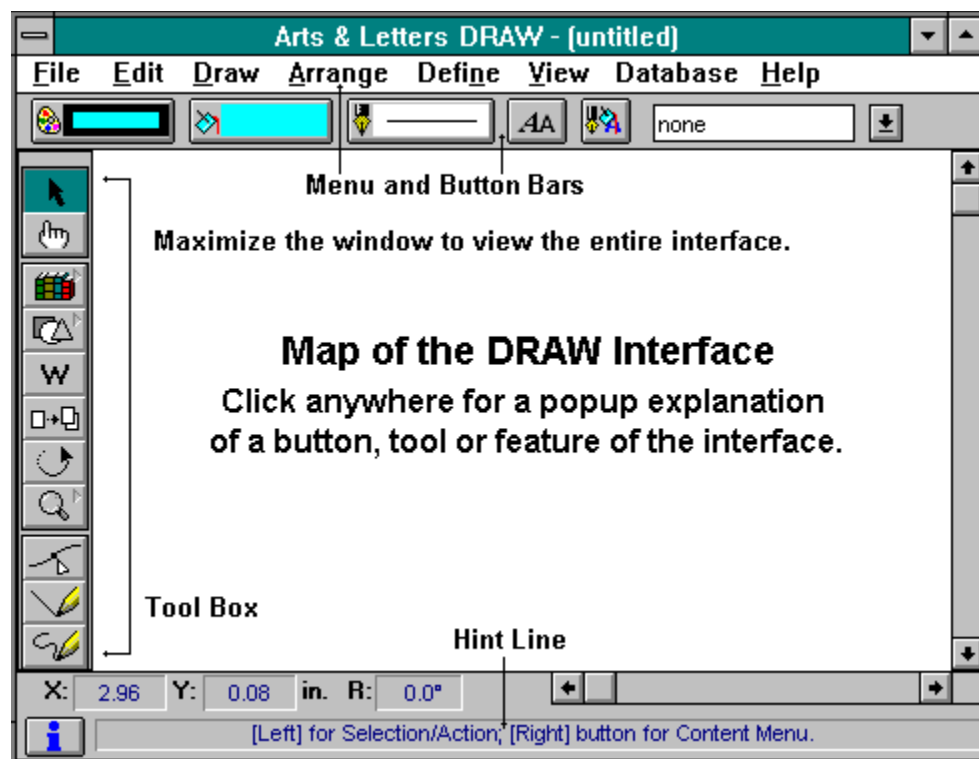 Arts & Letters DRAW - (untitled)
File Edit Draw Arrange Define View Database Help
AA none
Menu and Button Bars
Maximize the window to view the entire interface.
Map of the DRAW Interface
Click anywhere for a popup explanation
of a button, tool or feature of the interface.
W
Tool Box
Hint Line
X: 2.96 Y: 0.08 in. R: 0.0°
i [Left] for Selection/Action; [Right] button for Content Menu.